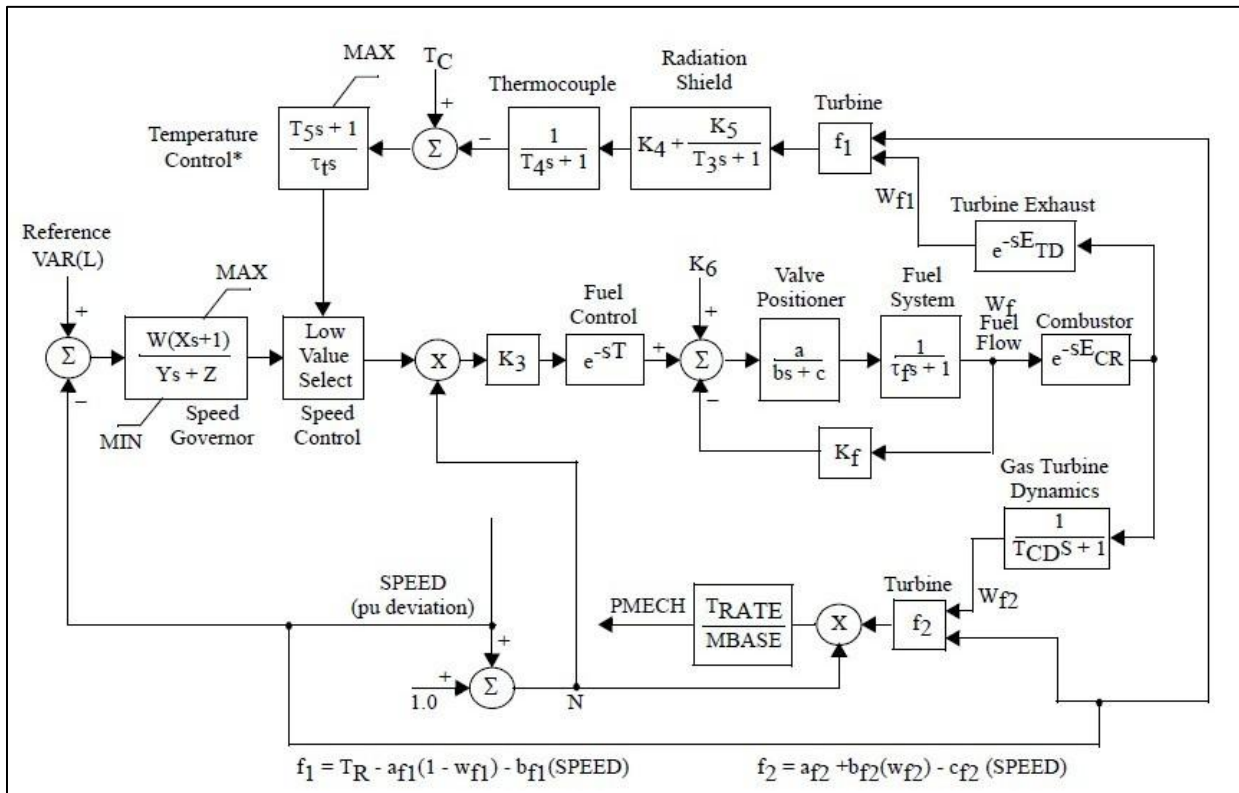 MAX
T_C
+
−
Temperature
Control*
T_5s + 1
τ_ts
Σ
Thermocouple
1
T_4s + 1
Radiation
Shield
K_4 + K_5
T_3s + 1
Turbine
f_1
W_f1
Turbine Exhaust
e^-sE_TD
Reference
VAR(L)
+
−
Σ
MAX
W(Xs+1)
Ys + Z
MIN
Speed
Governor
Low
Value
Select
Speed
Control
X
K_3
Fuel
Control
e^-sT
K_6
+
+
−
Σ
Valve
Positioner
a
bs + c
Fuel
System
1
τ_fs + 1
W_f
Fuel
Flow
Combustor
e^-sE_CR
K_f
Gas Turbine
Dynamics
1
T_CDS + 1
W_f2
SPEED
(pu deviation)
+
+
1.0
Σ
N
PMECH
T_RATE
MBASE
X
Turbine
f_2
f_1 = T_R - a_f1(1 - w_f1) - b_f1(SPEED)
f_2 = a_f2 +b_f2(w_f2) - c_f2 (SPEED)